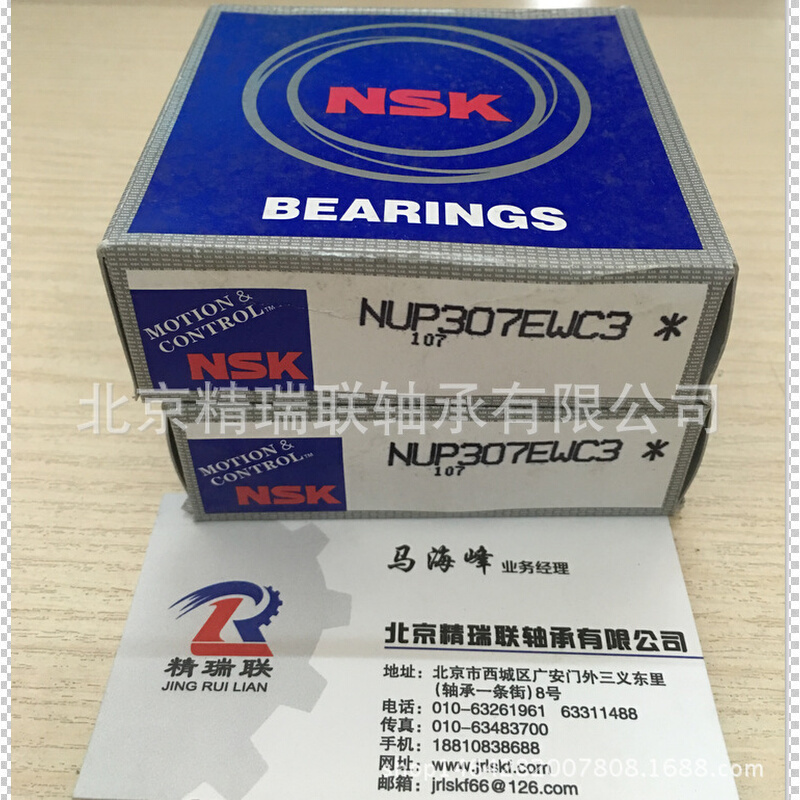 NSK
BEARINGS
MOTION &
CONTROL™
NSK
NUP307EWC3 *
107
北京精瑞联轴承有限公司
MOTION &
CONTROL™
NSK
NUP307EWC3 *
107
马海峰 业务经理
精瑞联
JING RUI LIAN
北京精瑞联轴承有限公司
地址：北京市西城区广安门外三义东里
(轴承一条街) 8号
电话：010-63261961 63311488
传真：010-63483700
手机：18810838688
网址：www.jrlskf.com
邮箱：jrlskf66@126.com